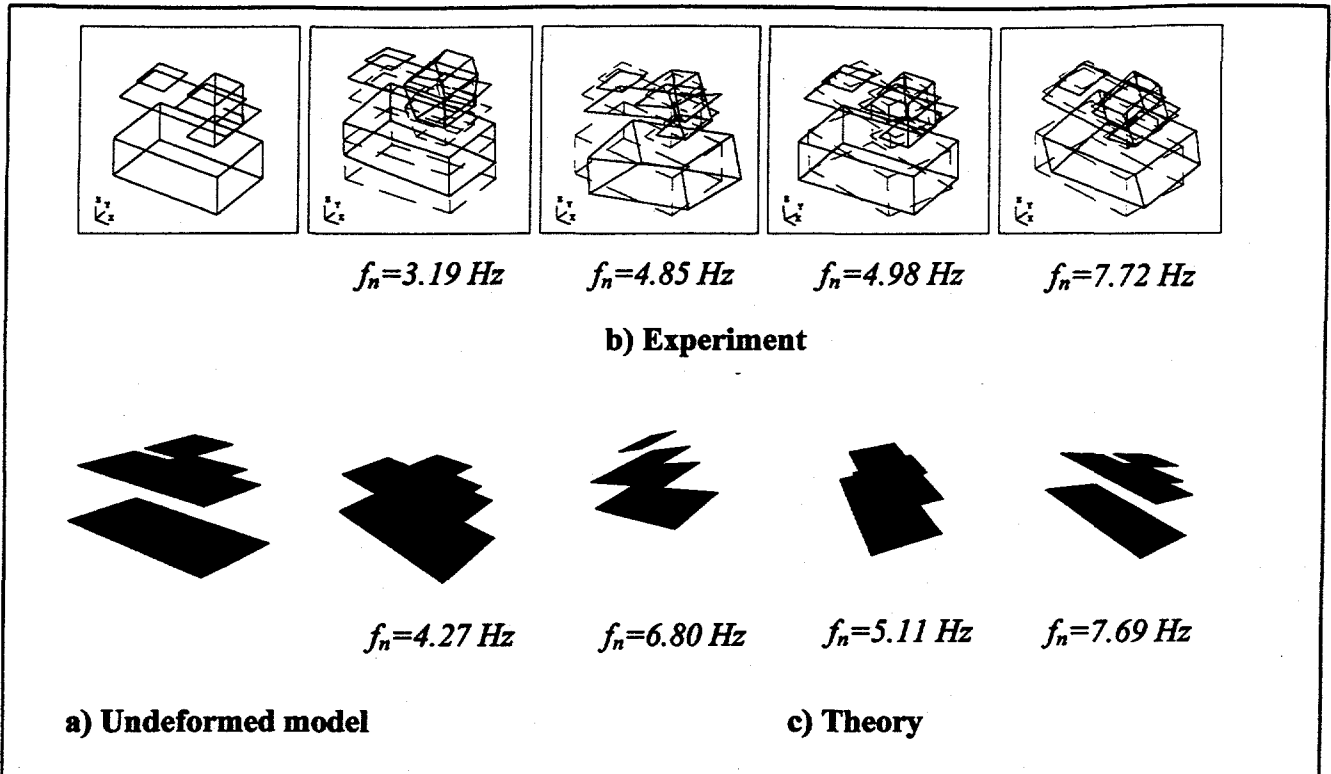 Z Y X
Z Y X
Z Y X
Z Y X
Z Y X
fn=3.19 Hz
fn=4.85 Hz
fn=4.98 Hz
fn=7.72 Hz
b) Experiment
fn=4.27 Hz
fn=6.80 Hz
fn=5.11 Hz
fn=7.69 Hz
a) Undeformed model
c) Theory